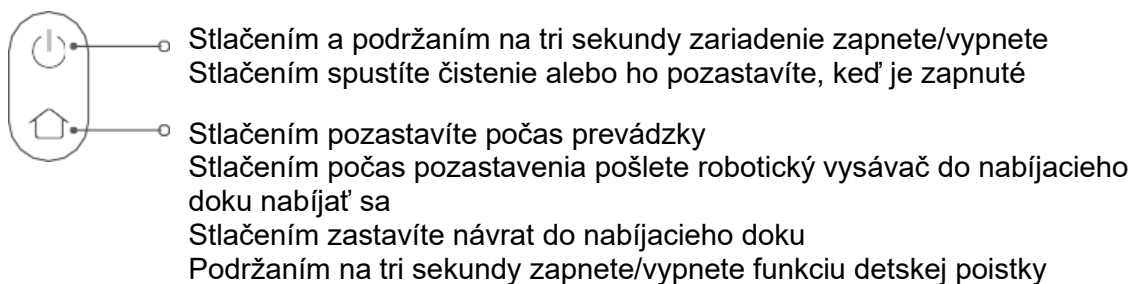 Stlačením a podržaním na tri sekundy zariadenie zapnete/vypnete
Stlačením spustíte čistenie alebo ho pozastavíte, keď je zapnuté
Stlačením pozastavíte počas prevádzky
Stlačením počas pozastavenia pošlete robotický vysávač do nabíjacieho
doku nabíjať sa
Stlačením zastavíte návrat do nabíjacieho doku
Podržaním na tri sekundy zapnete/vypnete funkciu detskej poistky